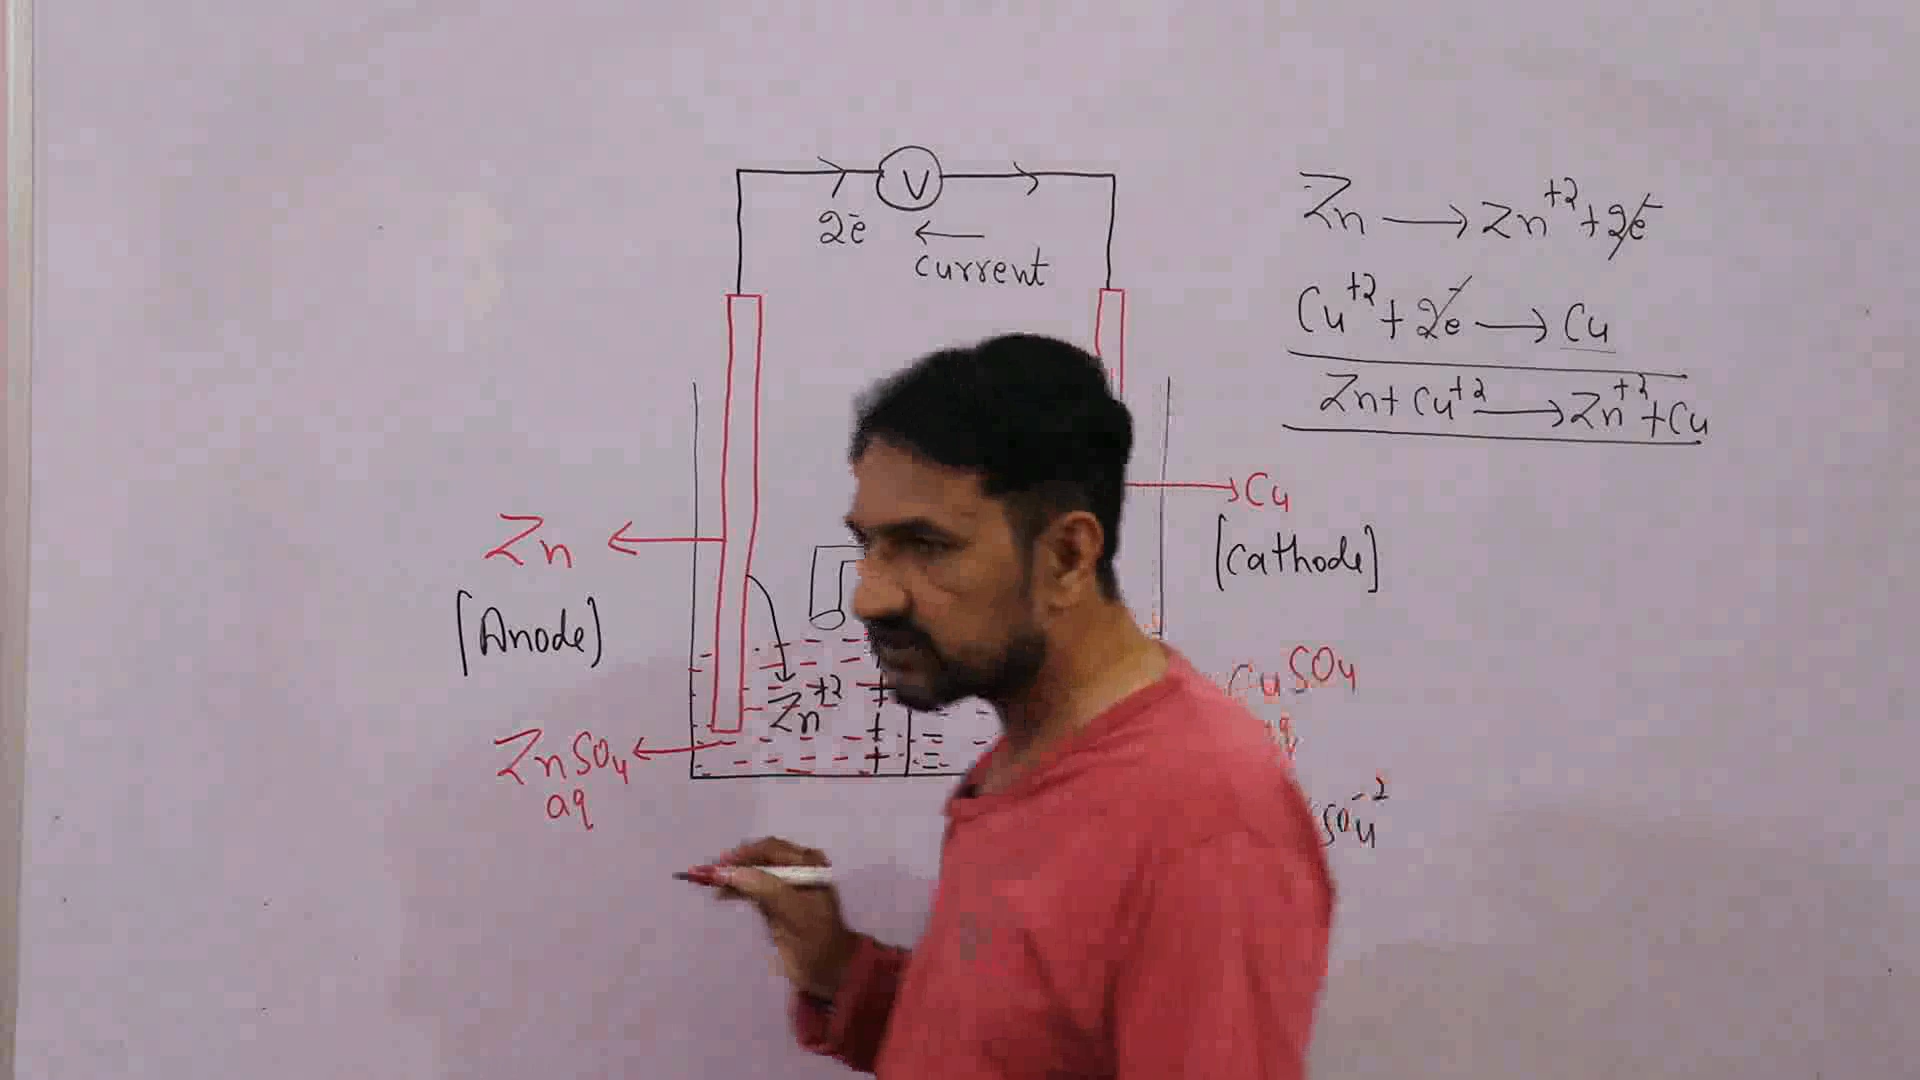 V
2e⁻
current
Zn → Zn⁺² + 2e⁻
Cu⁺² + 2e⁻ → Cu
Zn + Cu⁺² → Zn⁺² + Cu
Zn
[Anode]
Cu
[Cathode]
Zn⁺²
ZnSO₄
aq
CuSO₄
SO₄⁻²